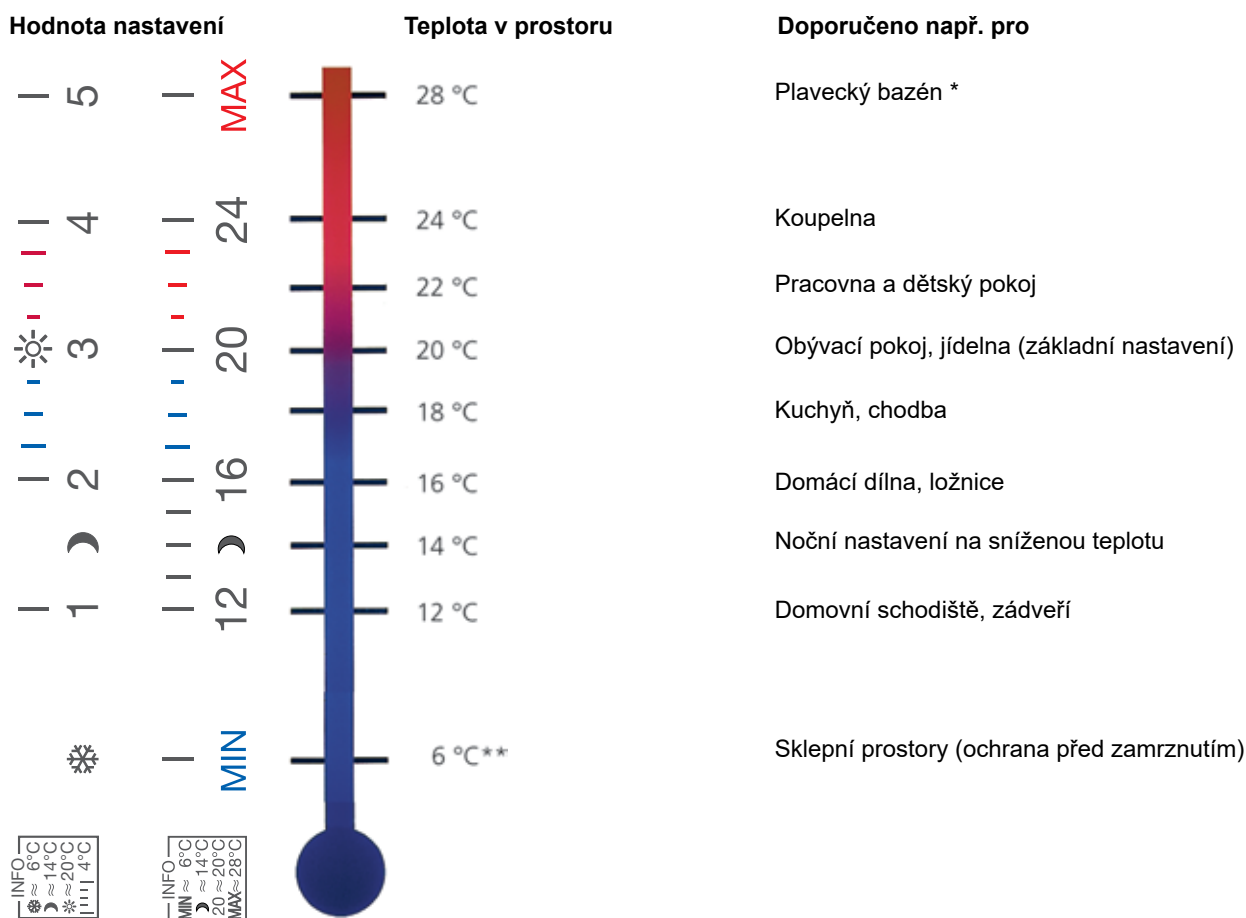 Hodnota nastavení Teplota v prostoru Doporučeno např. pro
5 MAX 28 °C Plavecký bazén *
4 24 24 °C Koupelna
22 °C Pracovna a dětský pokoj
3 20 20 °C Obývací pokoj, jídelna (základní nastavení)
18 °C Kuchyň, chodba
2 16 16 °C Domácí dílna, ložnice
14 °C Noční nastavení na sníženou teplotu
1 12 12 °C Domovní schodiště, zádveří
MIN 6 °C** Sklepní prostory (ochrana před zamrznutím)
INFO
≈ 6°C
≈ 14°C
≈ 20°C
4°C
INFO
MIN ≈ 6°C
≈ 14°C
20 ≈ 20°C
MAX ≈ 28°C